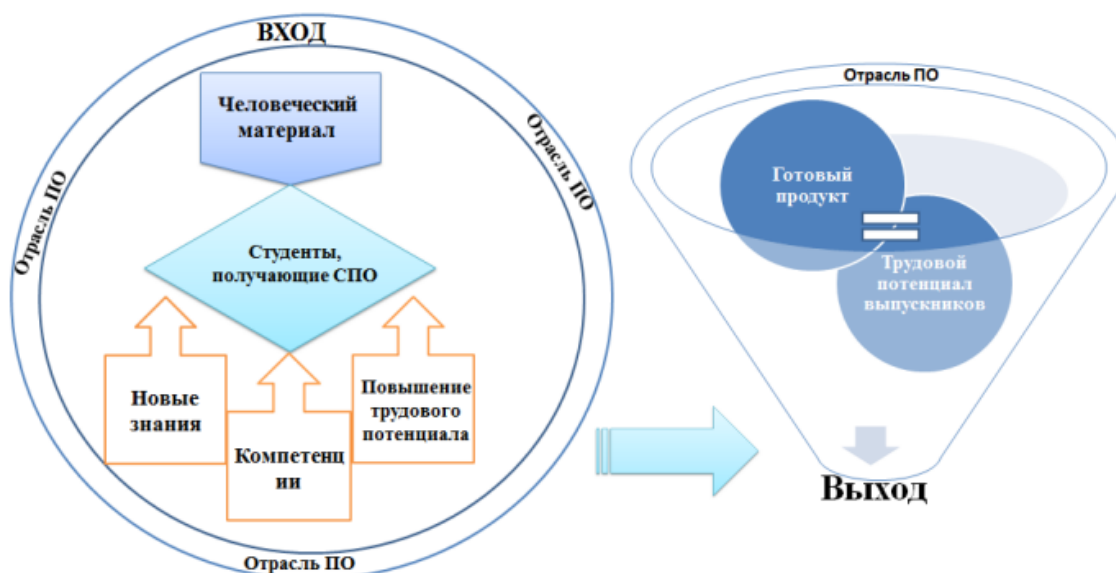 ВХОД
Человеческий
материал
Отрасль ПО
Отрасль ПО
Студенты,
получающие СПО
Новые
знания
Компетенц
ии
Повышение
трудового
потенциала
Отрасль ПО
Отрасль ПО
Готовый
продукт
Трудовой
потенциал
выпускников
Выход